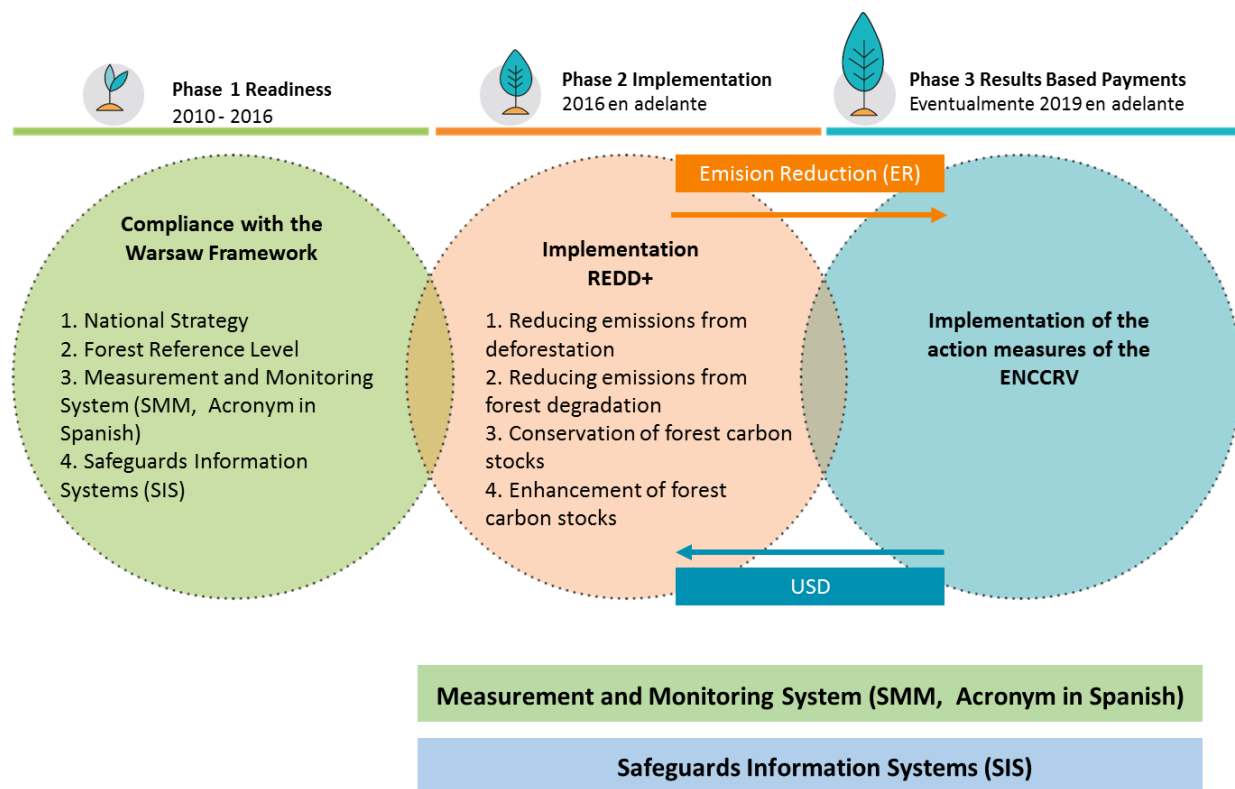 Phase 1 Readiness
2010 - 2016
Phase 2 Implementation
2016 en adelante
Phase 3 Results Based Payments
Eventualmente 2019 en adelante
Compliance with the
Warsaw Framework
1. National Strategy
2. Forest Reference Level
3. Measurement and Monitoring
System (SMM, Acronym in
Spanish)
4. Safeguards Information
Systems (SIS)
Emision Reduction (ER)
Implementation
REDD+
1. Reducing emissions from
deforestation
2. Reducing emissions from
forest degradation
3. Conservation of forest carbon
stocks
4. Enhancement of forest
carbon stocks
Implementation of the
action measures of the
ENCCRV
USD
Measurement and Monitoring System (SMM, Acronym in Spanish)
Safeguards Information Systems (SIS)